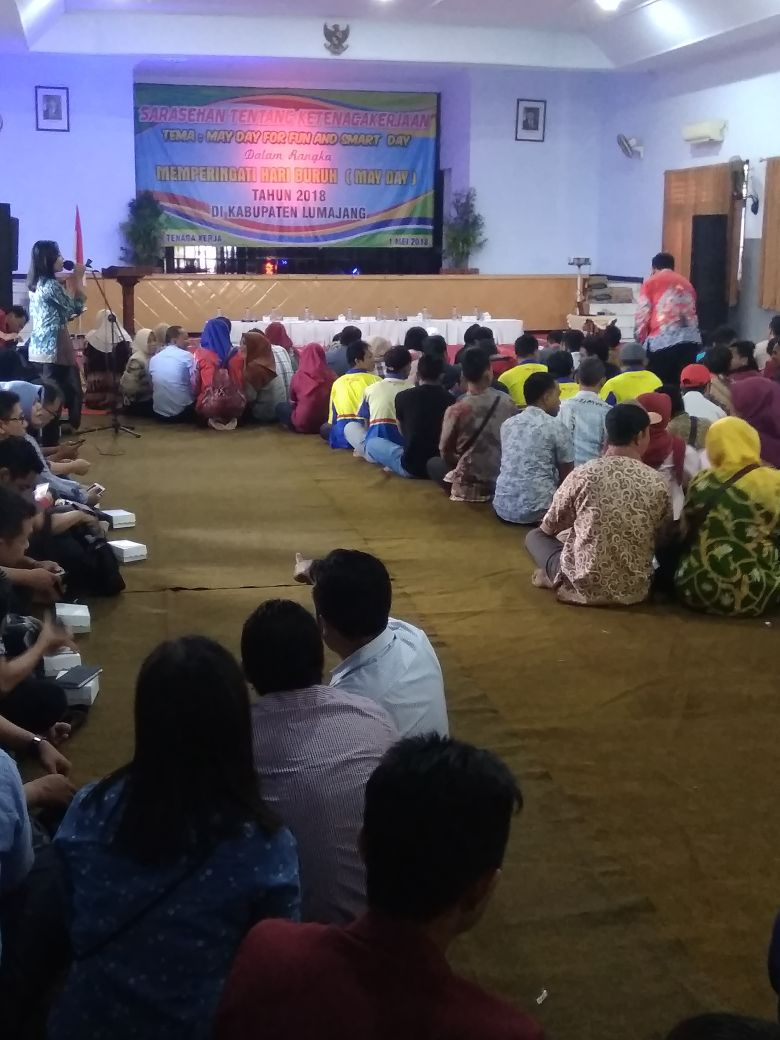 SARASEHAN TENTANG KETENAGAKERJAAN
TEMA - MAY DAY FOR FUN AND SMART DAY
Dalam Rangka
MEMPERINGATI HARI BURUH ( MAY DAY )
TAHUN 2018
DI KABUPATEN LUMAJANG
TENAGA KERJA
1 MEI 2018